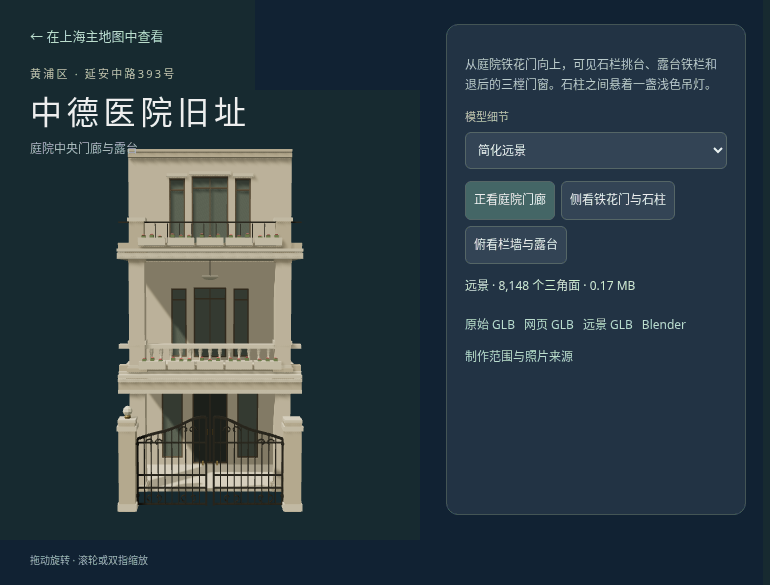 ← 在上海主地图中查看
黄浦区 · 延安中路393号
中德医院旧址
庭院中央门廊与露台
从庭院铁花门向上，可见石栏挑台、露台铁栏和
退后的三樘门窗。石柱之间悬着一盏浅色吊灯。
模型细节
简化远景
正看庭院门廊
侧看铁花门与石柱
俯看栏墙与露台
远景 · 8,148 个三角面 · 0.17 MB
原始 GLB 网页 GLB 远景 GLB Blender
制作范围与照片来源
拖动旋转 · 滚轮或双指缩放